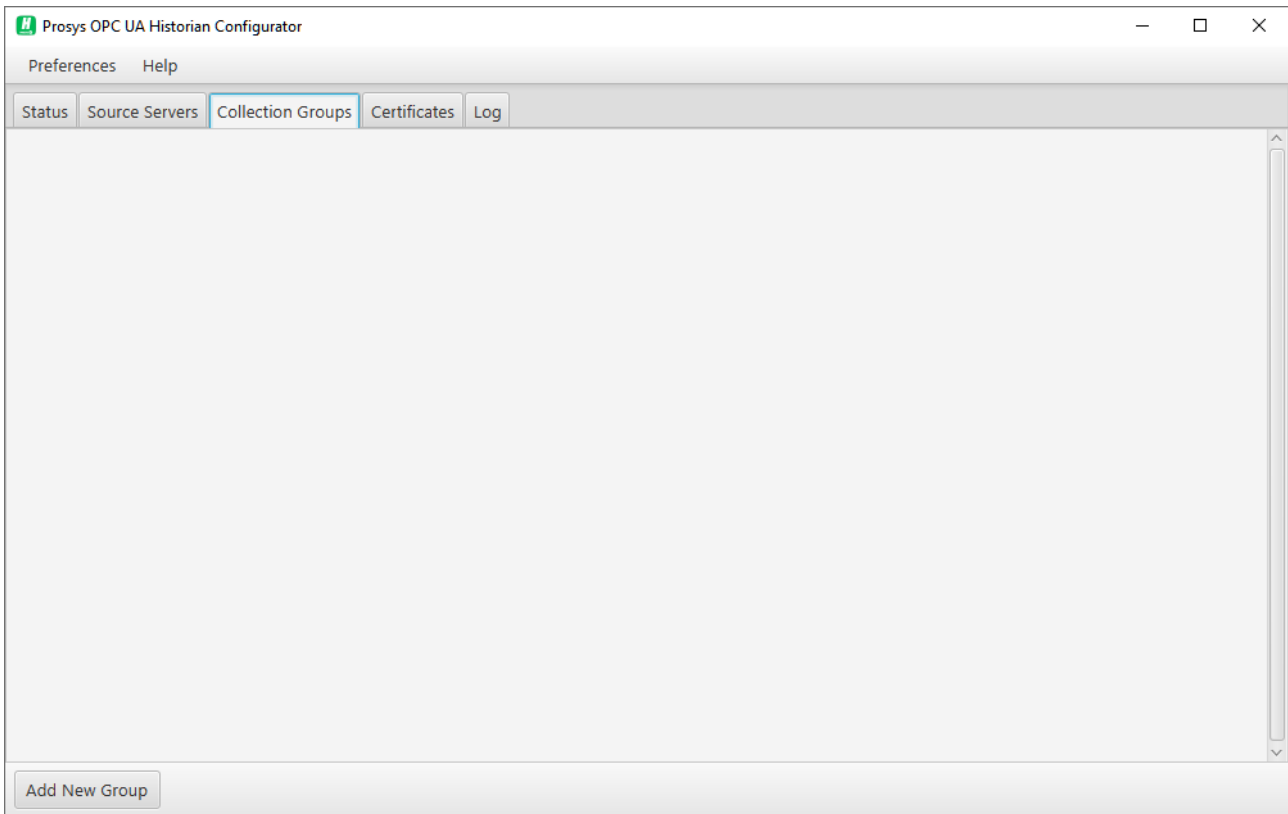 Prosys OPC UA Historian Configurator
Preferences Help
Status Source Servers Collection Groups Certificates Log
Add New Group